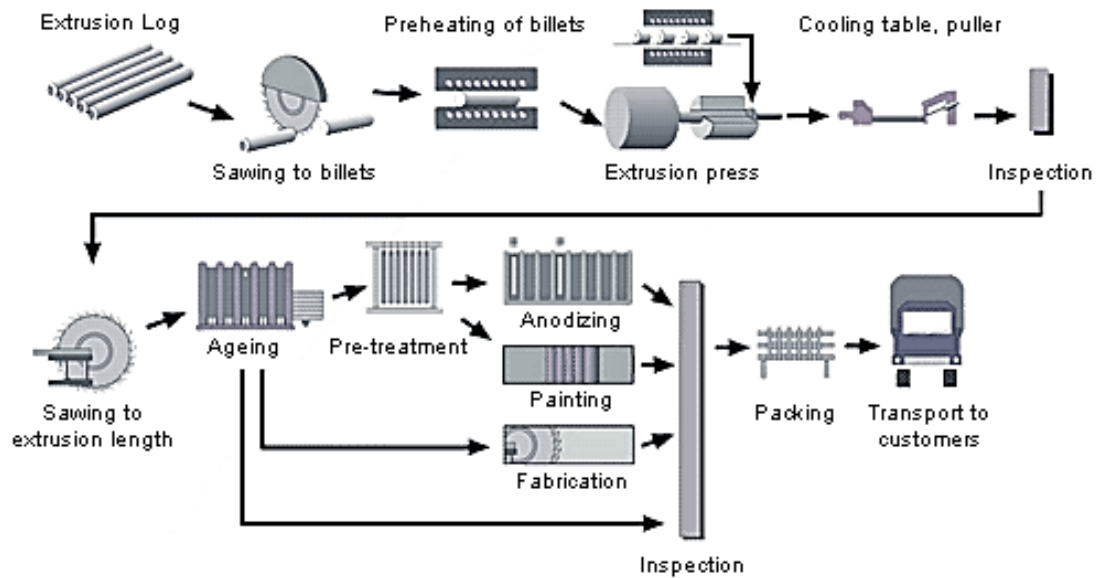 Extrusion Log
Preheating of billets
Cooling table, puller
Sawing to billets
Extrusion press
Inspection
Ageing
Pre-treatment
Anodizing
Painting
Fabrication
Sawing to
extrusion length
Packing
Transport to
customers
Inspection